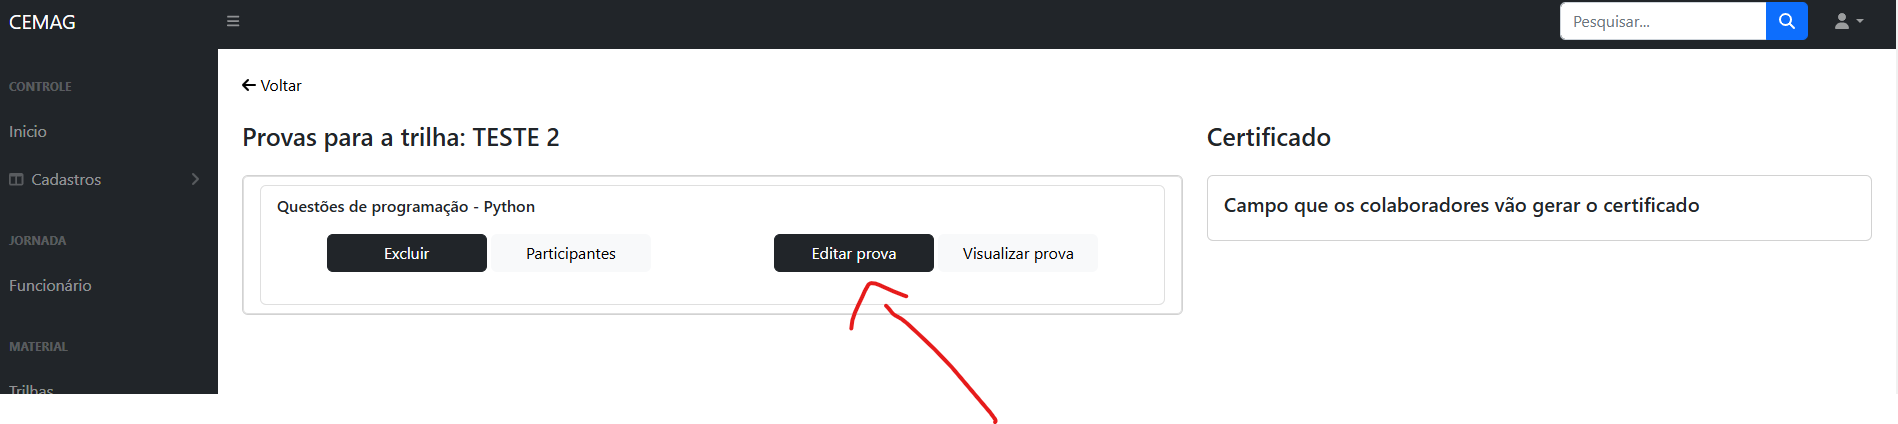 CEMAG
Pesquisar...
CONTROLE
Inicio
Cadastros
JORNADA
Funcionário
MATERIAL
Trilhas
Voltar
Provas para a trilha: TESTE 2
Questões de programação - Python
Excluir
Participantes
Editar prova
Visualizar prova
Certificado
Campo que os colaboradores vão gerar o certificado